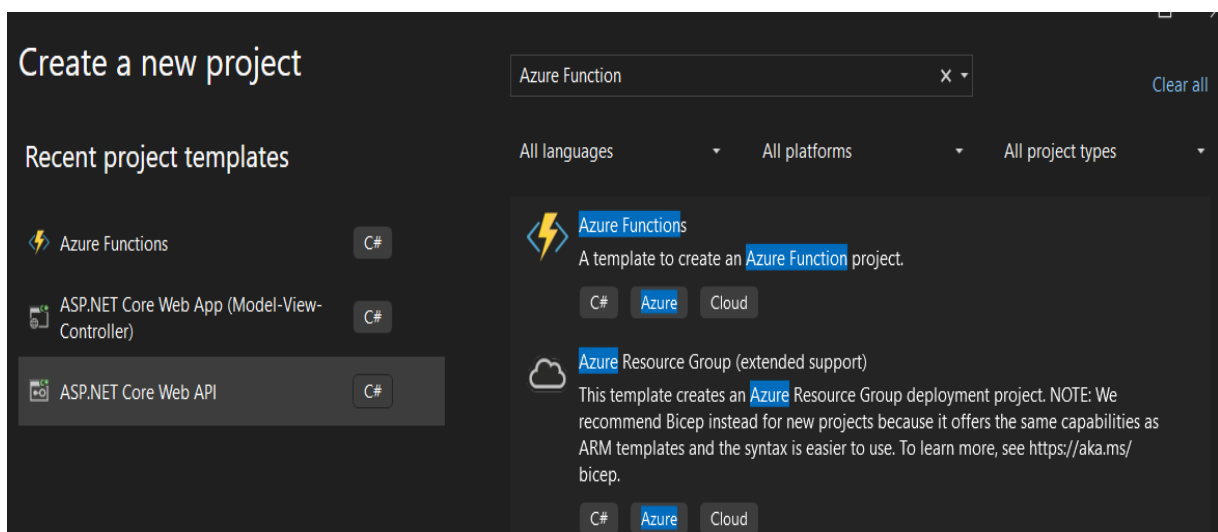 Create a new project
Recent project templates
Azure Functions
C#
ASP.NET Core Web App (Model-View-
Controller)
C#
ASP.NET Core Web API
C#
Azure Function
Clear all
All languages
All platforms
All project types
Azure Functions
A template to create an Azure Function project.
C# Azure Cloud
Azure Resource Group (extended support)
This template creates an Azure Resource Group deployment project. NOTE: We
recommend Bicep instead for new projects because it offers the same capabilities as
ARM templates and the syntax is easier to use. To learn more, see https://aka.ms/
bicep.
C# Azure Cloud